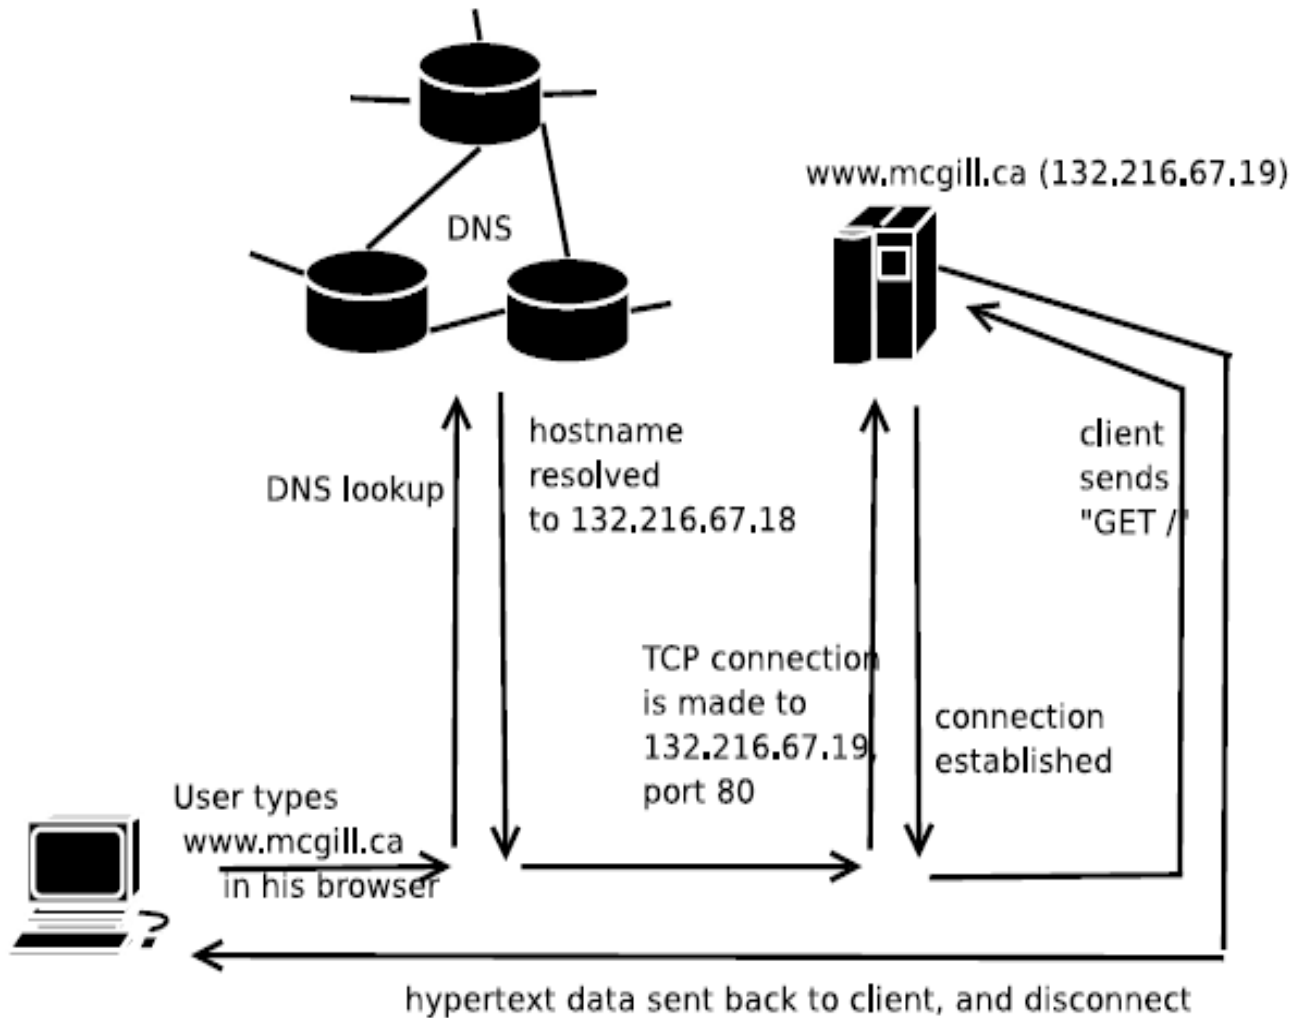 DNS
www.mcgill.ca (132.216.67.19)
DNS lookup
hostname
resolved
to 132.216.67.18
client
sends
"GET /"
TCP connection
is made to
132.216.67.19,
port 80
connection
established
User types
www.mcgill.ca
in his browser
hypertext data sent back to client, and disconnect